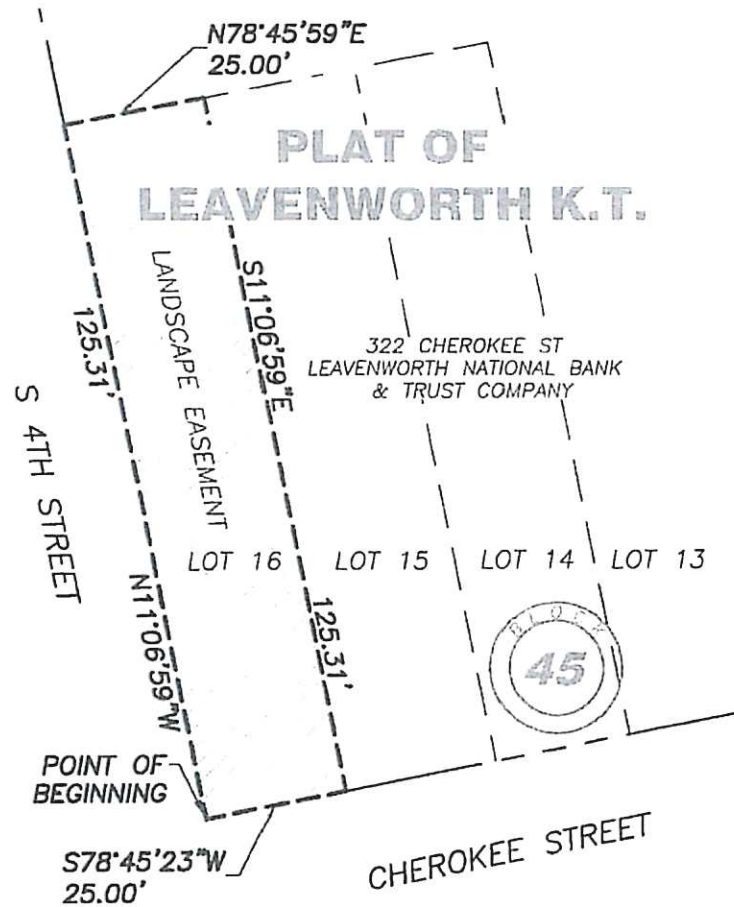 N78°45'59"E
25.00'
PLAT OF
LEAVENWORTH K.T.
LANDSCAPE EASEMENT
S11°06'59"E
125.31'
322 CHEROKEE ST
LEAVENWORTH NATIONAL BANK
& TRUST COMPANY
S 4TH STREET
LOT 16
LOT 15
LOT 14
LOT 13
N11°06'59"W
125.31'
BLOCK
45
POINT OF
BEGINNING
S78°45'23"W
25.00'
CHEROKEE STREET